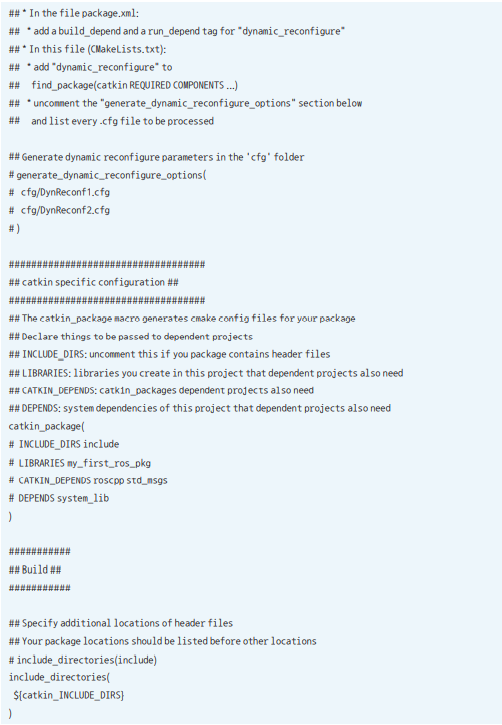 ## * In the file package.xml:
##   * add a build_depend and a run_depend tag for "dynamic_reconfigure"
## * In this file (CMakeLists.txt):
##   * add "dynamic_reconfigure" to
##     find_package(catkin REQUIRED COMPONENTS ...)
##   * uncomment the "generate_dynamic_reconfigure_options" section below
##     and list every .cfg file to be processed
## Generate dynamic reconfigure parameters in the 'cfg' folder
# generate_dynamic_reconfigure_options(
#   cfg/DynReconf1.cfg
#   cfg/DynReconf2.cfg
# )
###################################
## catkin specific configuration ##
###################################
## The catkin_package macro generates cmake config files for your package
## Declare things to be passed to dependent projects
## INCLUDE_DIRS: uncomment this if you package contains header files
## LIBRARIES: libraries you create in this project that dependent projects also need
## CATKIN_DEPENDS: catkin_packages dependent projects also need
## DEPENDS: system dependencies of this project that dependent projects also need
catkin_package(
#  INCLUDE_DIRS include
#  LIBRARIES my_first_ros_pkg
#  CATKIN_DEPENDS roscpp std_msgs
#  DEPENDS system_lib
)
###########
## Build ##
###########
## Specify additional locations of header files
## Your package locations should be listed before other locations
# include_directories(include)
include_directories(
  ${catkin_INCLUDE_DIRS}
)